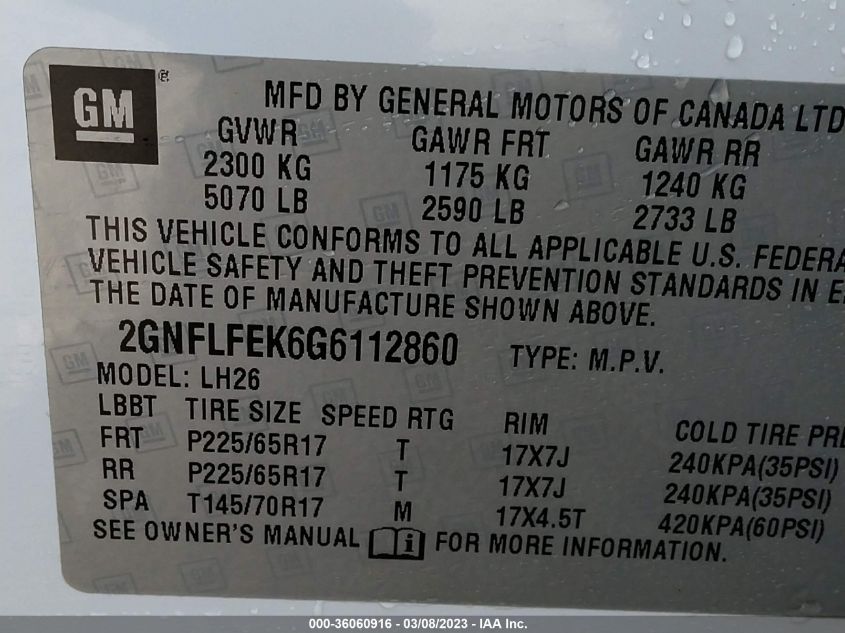 GM
MFD BY GENERAL MOTORS OF CANADA LTD
GVWR GAWR FRT GAWR RR
2300 KG 1175 KG 1240 KG
5070 LB 2590 LB 2733 LB
THIS VEHICLE CONFORMS TO ALL APPLICABLE U.S. FEDERA
VEHICLE SAFETY AND THEFT PREVENTION STANDARDS IN E
THE DATE OF MANUFACTURE SHOWN ABOVE.
2GNFLFEK6G6112860 TYPE: M.P.V.
MODEL: LH26
LBBT TIRE SIZE SPEED RTG RIM COLD TIRE PRE
FRT P225/65R17 T 17X7J 240KPA(35PSI)
RR P225/65R17 T 17X7J 240KPA(35PSI)
SPA T145/70R17 M 17X4.5T 420KPA(60PSI)
SEE OWNER'S MANUAL i FOR MORE INFORMATION.
000-36060916 - 03/08/2023 - IAA Inc.